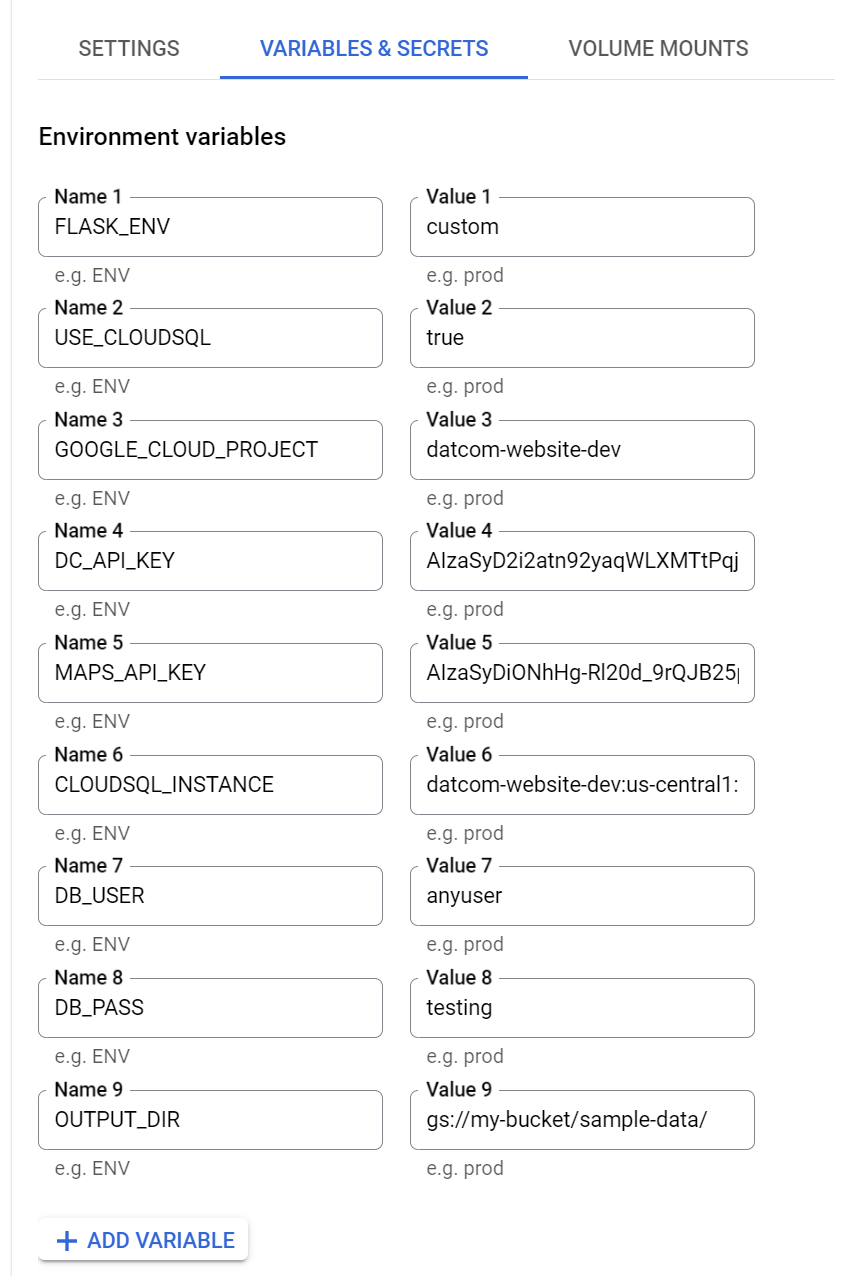 SETTINGS VARIABLES & SECRETS VOLUME MOUNTS
Environment variables
Name 1 Value 1
FLASK_ENV custom
e.g. ENV e.g. prod
Name 2 Value 2
USE_CLOUDSQL true
e.g. ENV e.g. prod
Name 3 Value 3
GOOGLE_CLOUD_PROJECT datcom-website-dev
e.g. ENV e.g. prod
Name 4 Value 4
DC_API_KEY AIzaSyD2i2atn92yaqWLXMTtPqj
e.g. ENV e.g. prod
Name 5 Value 5
MAPS_API_KEY AIzaSyDiONhHg-Rl20d_9rQJB25
e.g. ENV e.g. prod
Name 6 Value 6
CLOUDSQL_INSTANCE datcom-website-dev:us-central1:
e.g. ENV e.g. prod
Name 7 Value 7
DB_USER anyuser
e.g. ENV e.g. prod
Name 8 Value 8
DB_PASS testing
e.g. ENV e.g. prod
Name 9 Value 9
OUTPUT_DIR gs://my-bucket/sample-data/
e.g. ENV e.g. prod
+ ADD VARIABLE